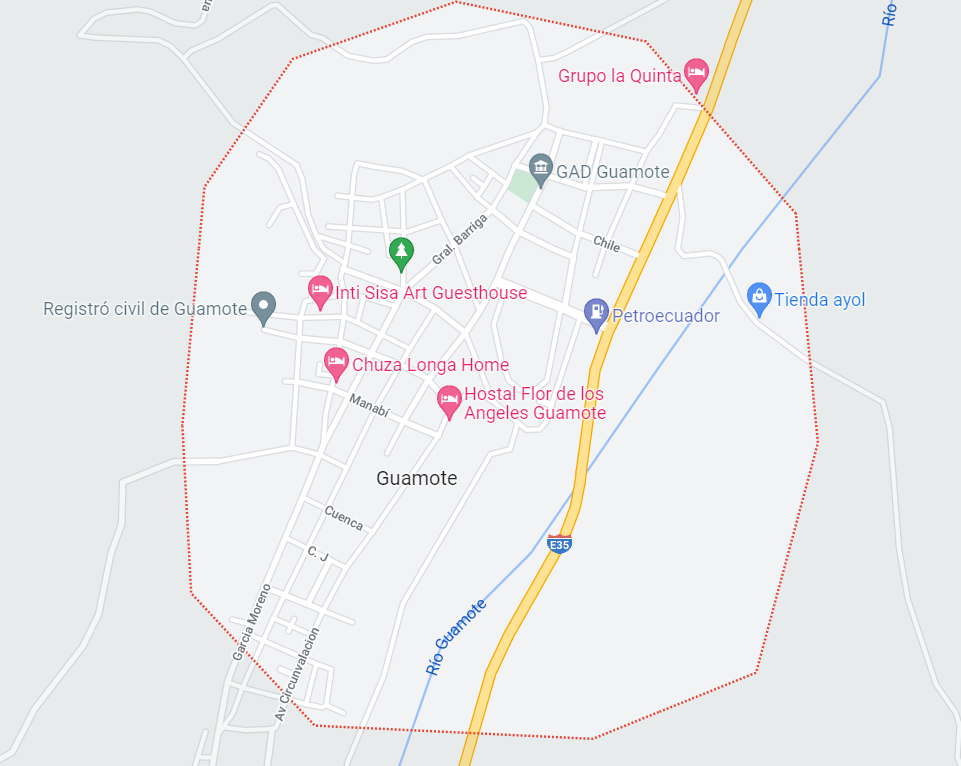 Río
Grupo la Quinta
GAD Guamote
Gral. Barriga
Chile
Inti Sisa Art Guesthouse
Registró civil de Guamote
Tienda ayol
Petroecuador
Chuza Longa Home
Hostal Flor de los
Angeles Guamote
Manabí
Guamote
Cuenca
E35
C. J
García Moreno
Río Guamote
Av Circunvalacion